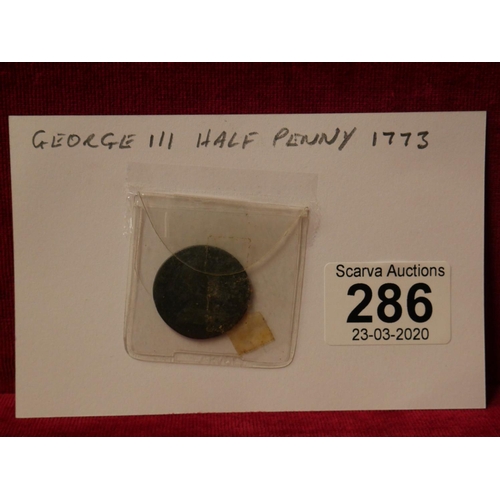 GEORGE III HALF PENNY 1773
Scarva Auctions
286
23-03-2020